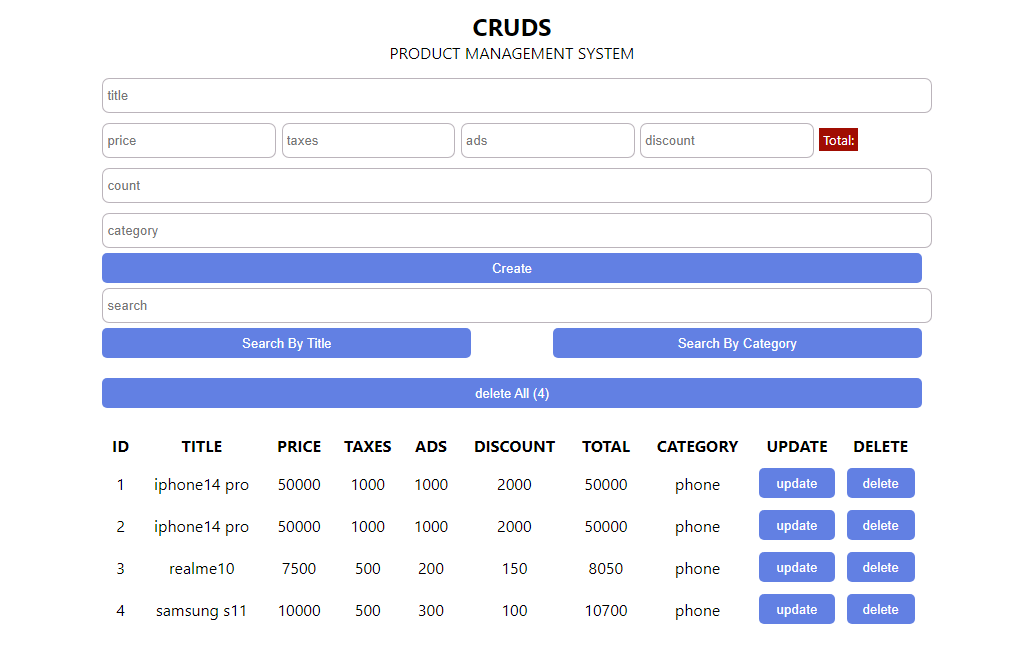 CRUDS
PRODUCT MANAGEMENT SYSTEM
title
price taxes ads discount Total:
count
category
Create
search
Search By Title Search By Category
delete All (4)
ID TITLE PRICE TAXES ADS DISCOUNT TOTAL CATEGORY UPDATE DELETE
1 iphone14 pro 50000 1000 1000 2000 50000 phone update delete
2 iphone14 pro 50000 1000 1000 2000 50000 phone update delete
3 realme10 7500 500 200 150 8050 phone update delete
4 samsung s11 10000 500 300 100 10700 phone update delete